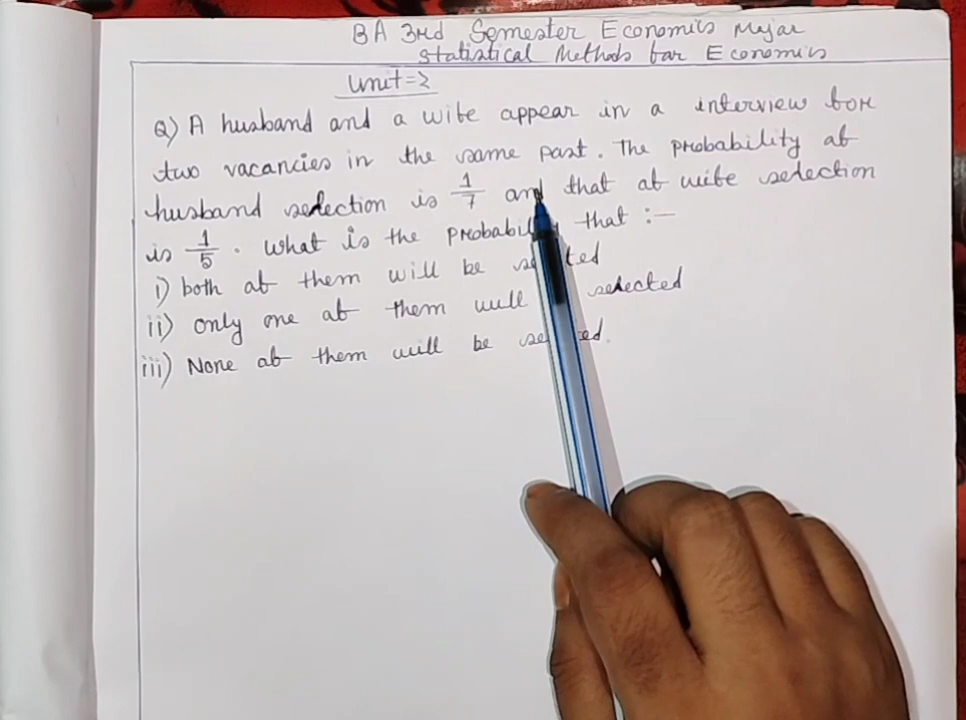 BA 3rd Semester Economics Major
Statistical Methods for Economics
Unit=2
Q) A husband and a wife appear in a interview for
two vacancies in the same post. The probability of
husband selection is 1/7 and that of wife selection
is 1/5. What is the that :-
i) both of them will be
ii) only one of them will selected
iii) None of them will be